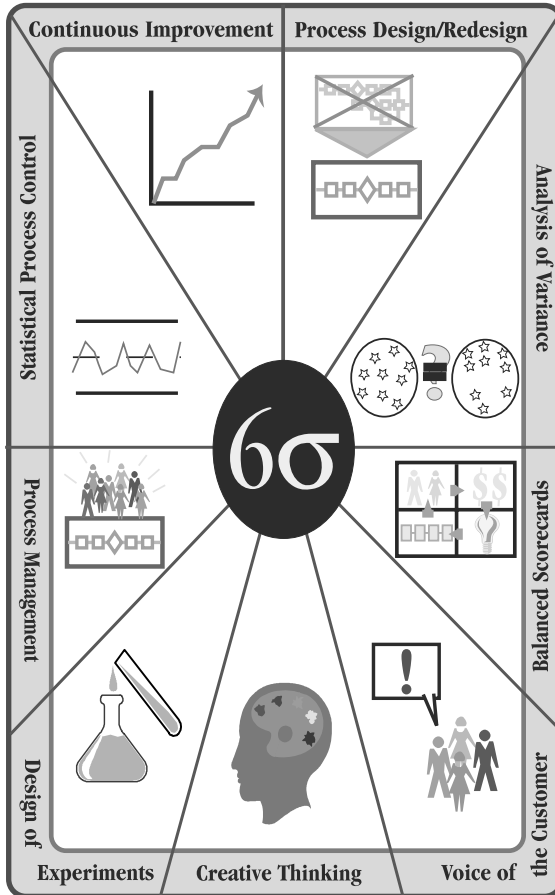 Continuous Improvement
Process Design/Redesign
Statistical Process Control
Analysis of Variance
?
6σ
Process Management
$$
Balanced Scorecards
!
Design of
Experiments
Creative Thinking
Voice of
the Customer